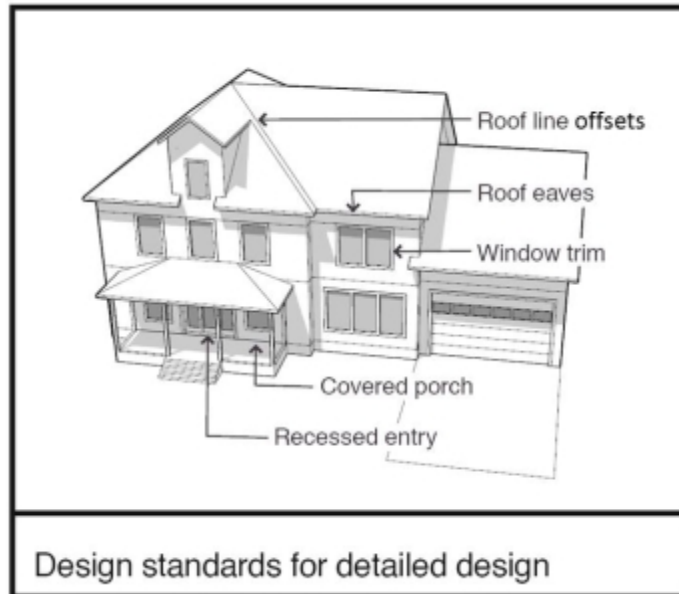 Roof line offsets
Roof eaves
Window trim
Covered porch
Recessed entry
Design standards for detailed design